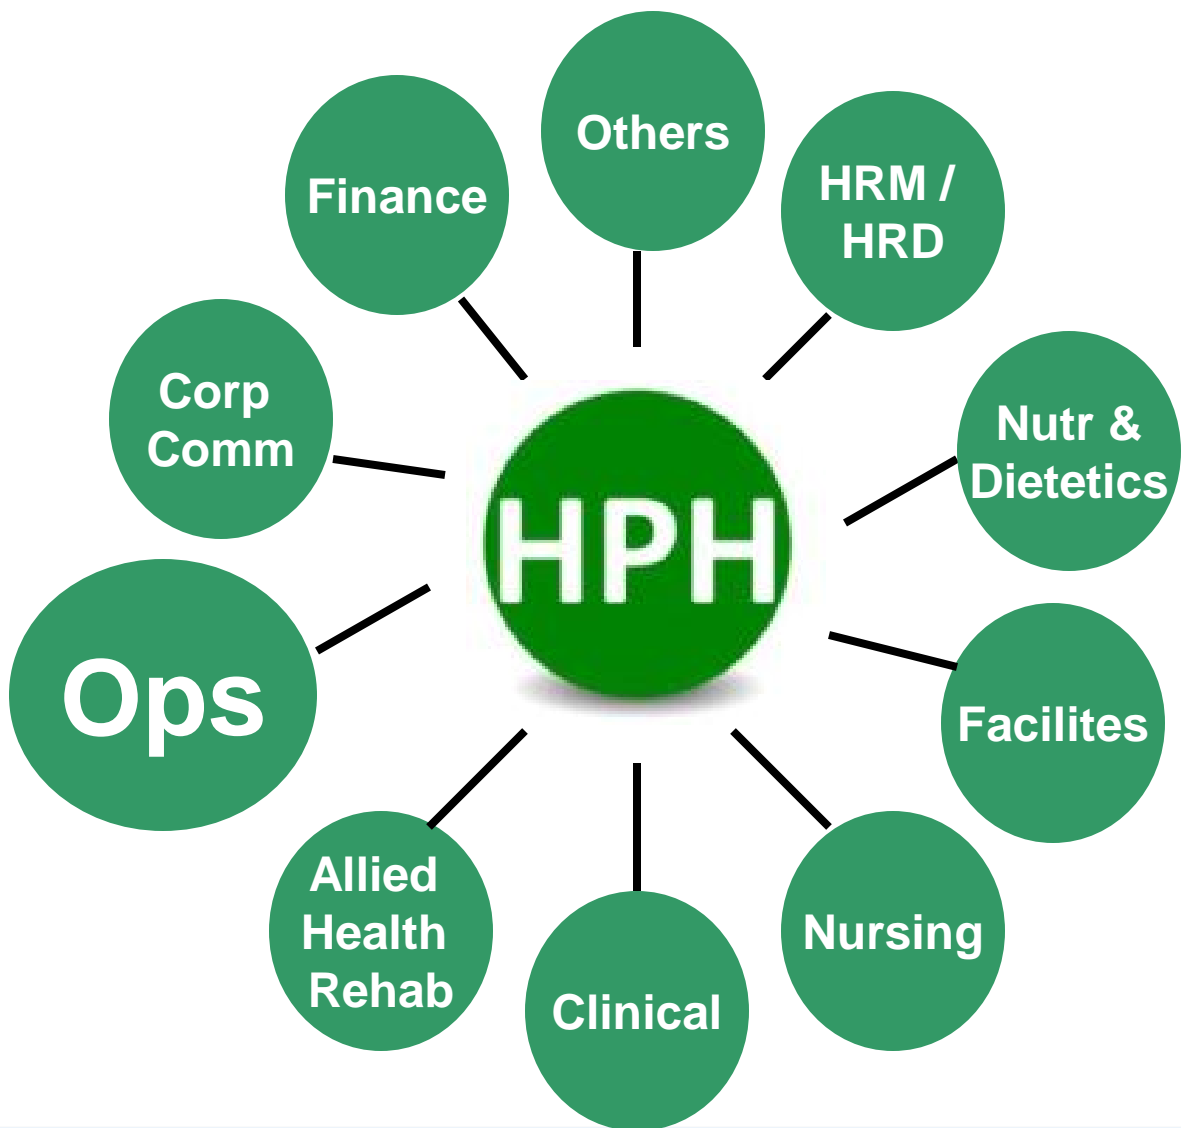 Others
HRM /
HRD
Finance
Corp
Comm
Nutr &
Dietetics
HPH
Ops
Facilites
Allied
Health
Rehab
Nursing
Clinical